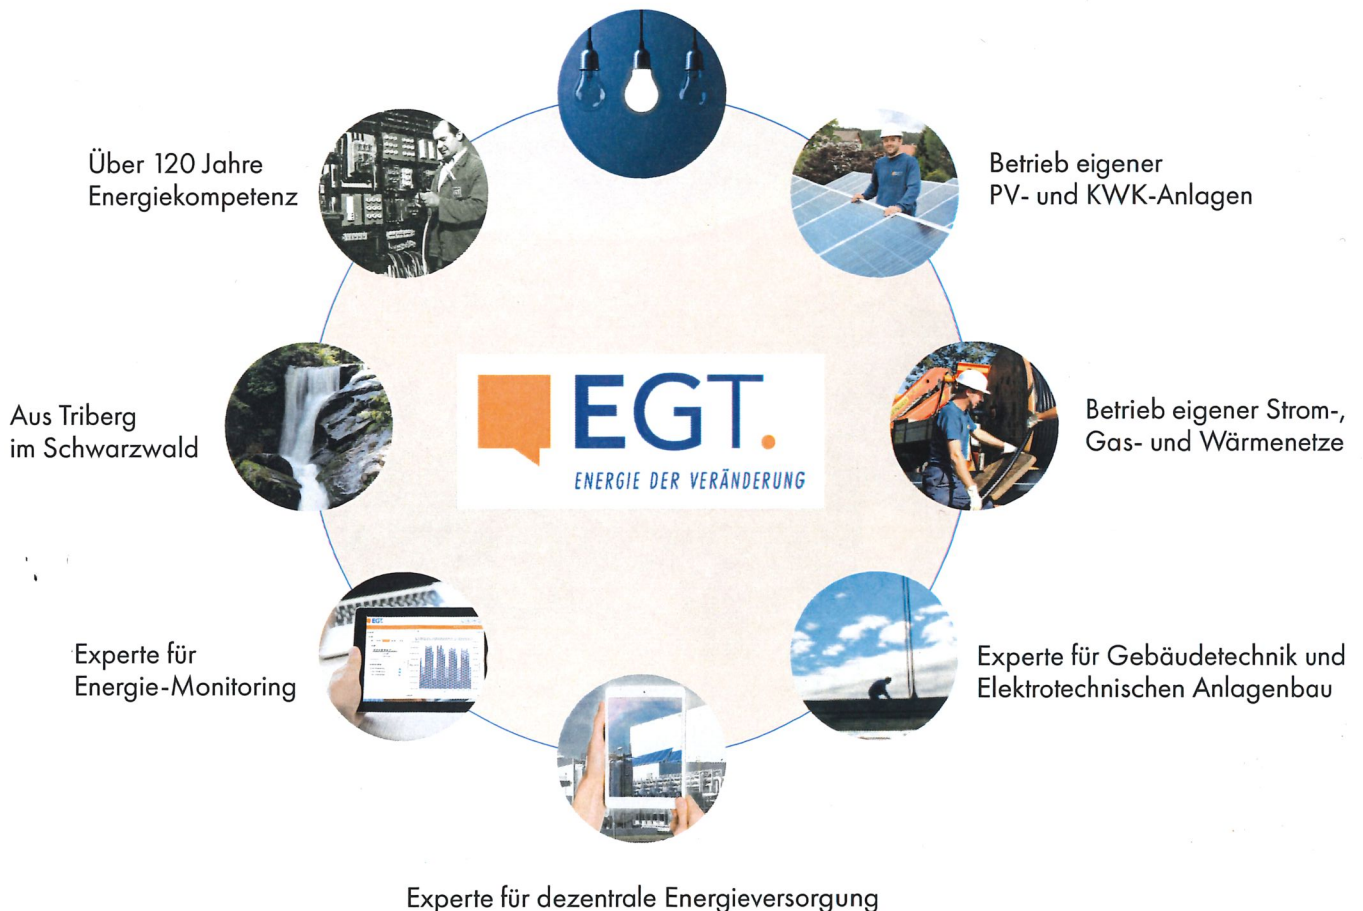 Über 120 Jahre
Energiekompetenz
Betrieb eigener
PV- und KWK-Anlagen
Aus Triberg
im Schwarzwald
EGT.
ENERGIE DER VERÄNDERUNG
Betrieb eigener Strom-,
Gas- und Wärmenetze
Experte für
Energie-Monitoring
EGT.
Experte für Gebäudetechnik und
Elektrotechnischen Anlagenbau
Experte für dezentrale Energieversorgung